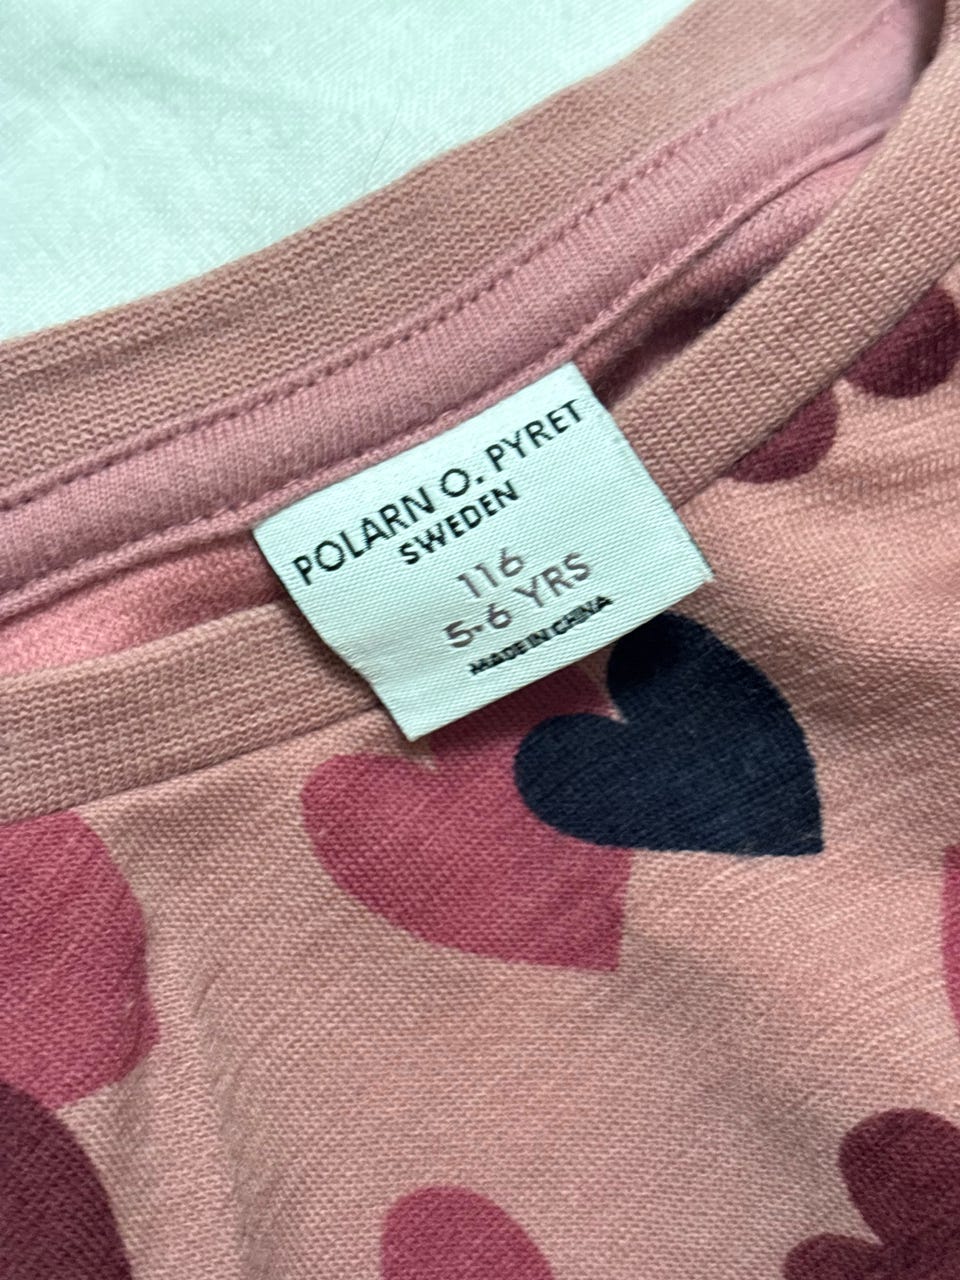 POLARN O. PYRET
SWEDEN
116
5-6 YRS
MADE IN CHINA